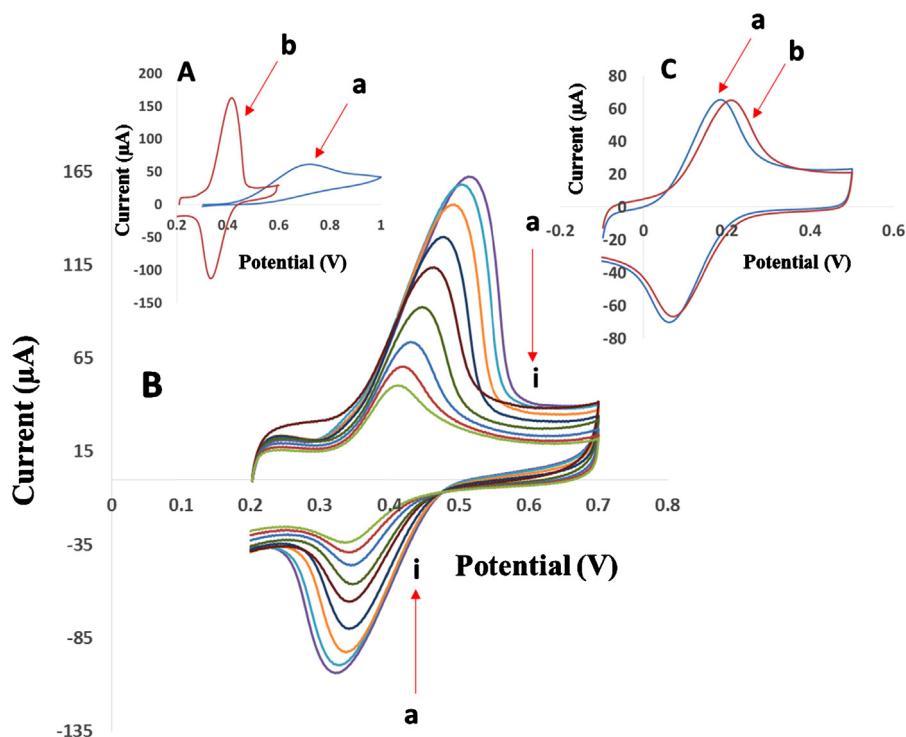 A
b
a
Current (μA)
200
150
100
50
0
-50
-100
-150
0.2
0.4
0.6
0.8
1
Potential (V)
C
a
b
Current (μA)
80
60
40
20
0
-20
-40
-60
-80
-0.2
0
0.2
0.4
0.6
Potential (V)
B
a
i
Current (μA)
165
115
65
15
-35
-85
-135
0
0.1
0.2
0.3
0.4
0.5
0.6
0.7
0.8
Potential (V)
i
a